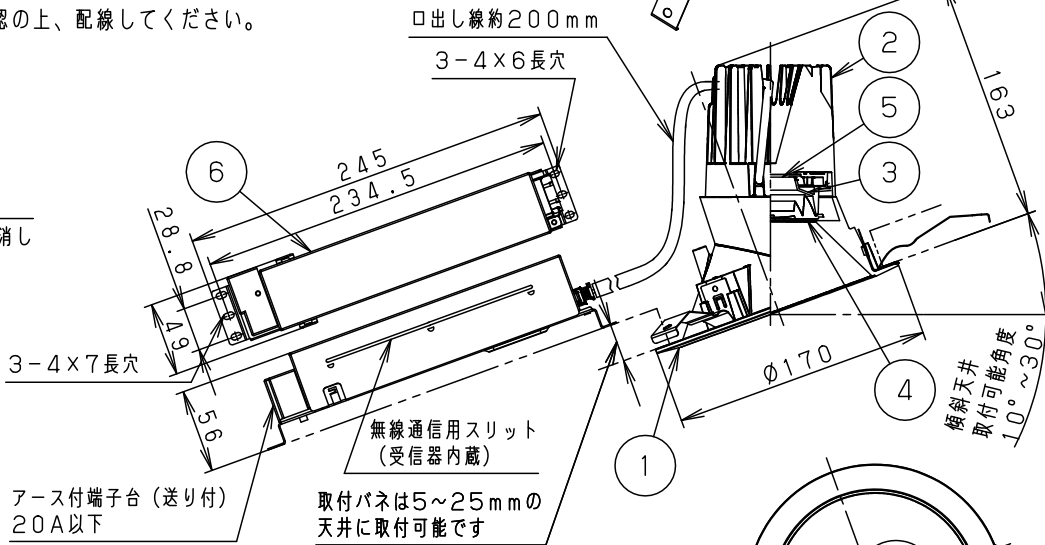 認の上、配線してください。
口出し線約200mm
3-4×6長穴
2
163
5
3
245
234.5
6
28.8
消し
49
3-4×7長穴
56
Ø170
4
傾斜天井
取付可能角度
10°~30°
無線通信用スリット
(受信器内蔵)
1
アース付端子台(送り付)
20A以下
取付バネは5~25mmの
天井に取付可能です